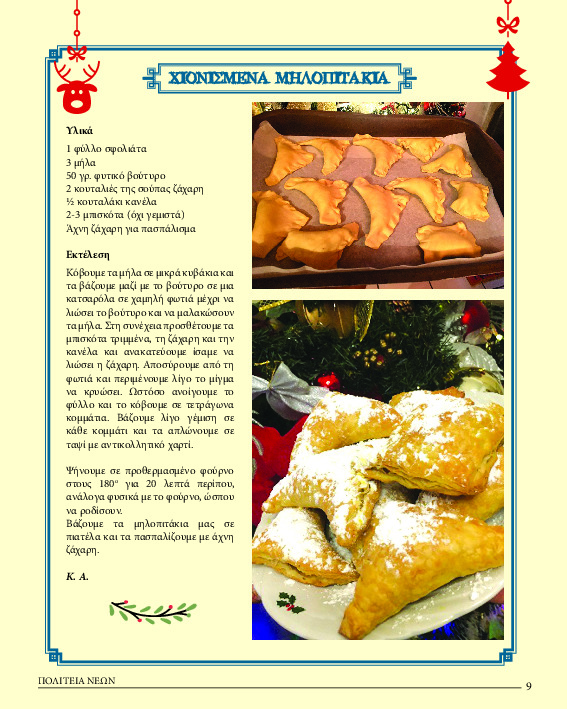 ΧΙΟΝΙΣΜΕΝΑ ΜΗΛΟΠΙΤΑΚΙΑ
Υλικά
1 φύλλο σφολιάτα
3 μήλα
50 γρ. φυτικό βούτυρο
2 κουταλιές της σούπας ζάχαρη
½ κουταλάκι κανέλα
2-3 μπισκότα (όχι γεμιστά)
Άχνη ζάχαρη για πασπάλισμα
Εκτέλεση
Κόβουμε τα μήλα σε μικρά κυβάκια και
τα βάζουμε μαζί με το βούτυρο σε μια
κατσαρόλα σε χαμηλή φωτιά μέχρι να
λιώσει το βούτυρο και να μαλακώσουν
τα μήλα. Στη συνέχεια προσθέτουμε τα
μπισκότα τριμμένα, τη ζάχαρη και την
κανέλα και ανακατεύουμε ίσαμε να
λιώσει η ζάχαρη. Αποσύρουμε από τη
φωτιά και περιμένουμε λίγο το μίγμα
να κρυώσει. Ωστόσο ανοίγουμε το
φύλλο και το κόβουμε σε τετράγωνα
κομμάτια. Βάζουμε λίγο γέμιση σε
κάθε κομμάτι και τα απλώνουμε σε
ταψί με αντικολλητικό χαρτί.
Ψήνουμε σε προθερμασμένο φούρνο
στους 180° για 20 λεπτά περίπου,
ανάλογα φυσικά με το φούρνο, ώσπου
να ροδίσουν.
Βάζουμε τα μηλοπιτάκια μας σε
πιατέλα και τα πασπαλίζουμε με άχνη
ζάχαρη.
Κ. Α.
ΠΟΛΙΤΕΙΑ ΝΕΩΝ
9